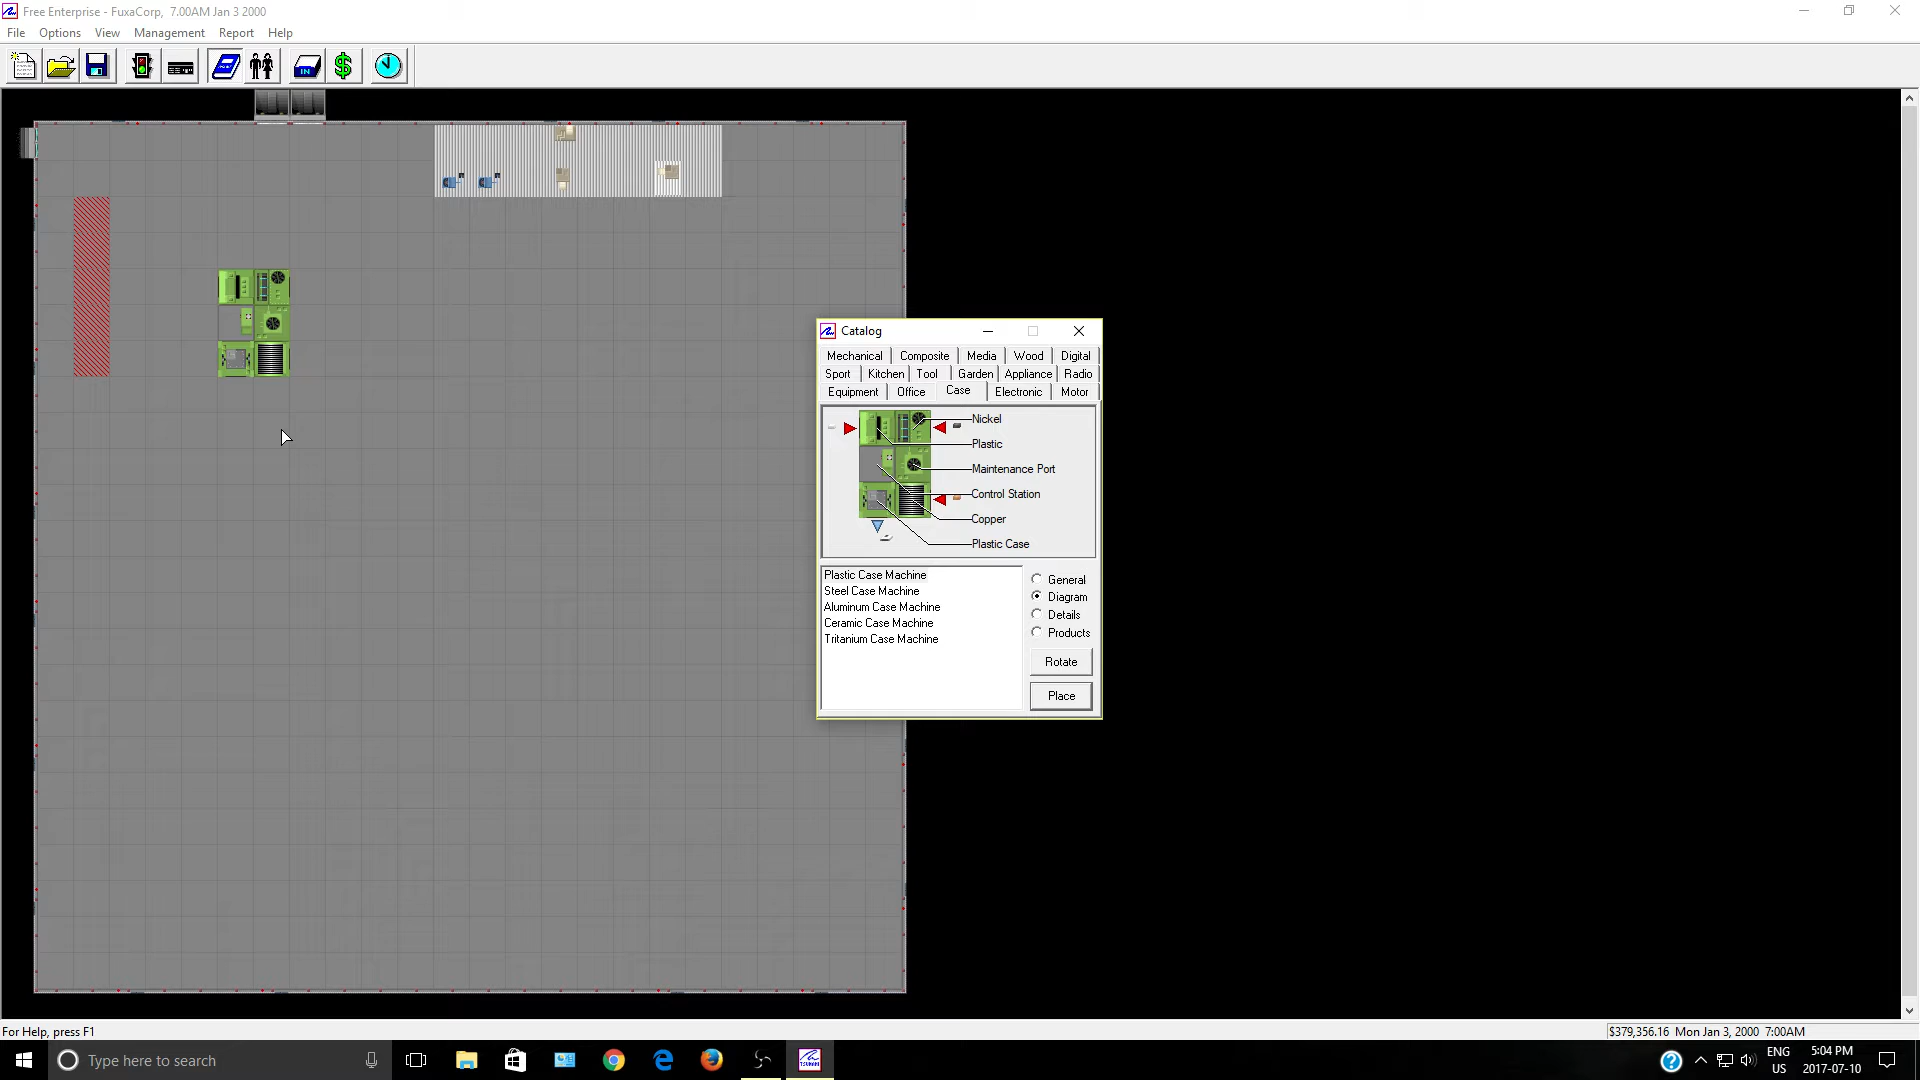 Free Enterprise - FuxaCorp,  7.00AM Jan 3 2000
File Options View Management Report Help
IN $
Catalog
Mechanical Composite Media Wood Digital
Sport Kitchen Tool Garden Appliance Radio
Equipment Office Case Electronic Motor
Nickel
Plastic
Maintenance Port
Control Station
Copper
Plastic Case
Plastic Case Machine
Steel Case Machine
Aluminum Case Machine
Ceramic Case Machine
Tritanium Case Machine
General
Diagram
Details
Products
Rotate
Place
For Help, press F1
$379,356.16 Mon Jan 3, 2000 7:00AM
Type here to search
TSUNAMI
ENG
US
5:04 PM
2017-07-10